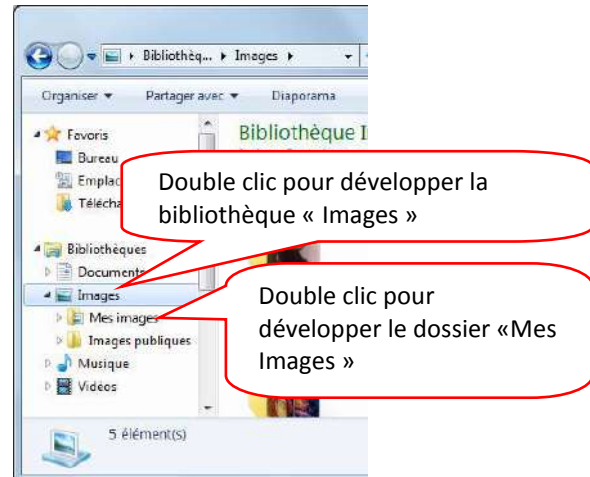 Bibliothèq... Images
Organiser Partager avec Diaporama
Favoris
Bibliothèque I
Bureau
Emplac
Télécha
Double clic pour développer la
bibliothèque « Images »
Bibliothèques
Documents
Images
Mes images
Images publiques
Musique
Vidéos
Double clic pour
développer le dossier «Mes
Images »
5 élément(s)